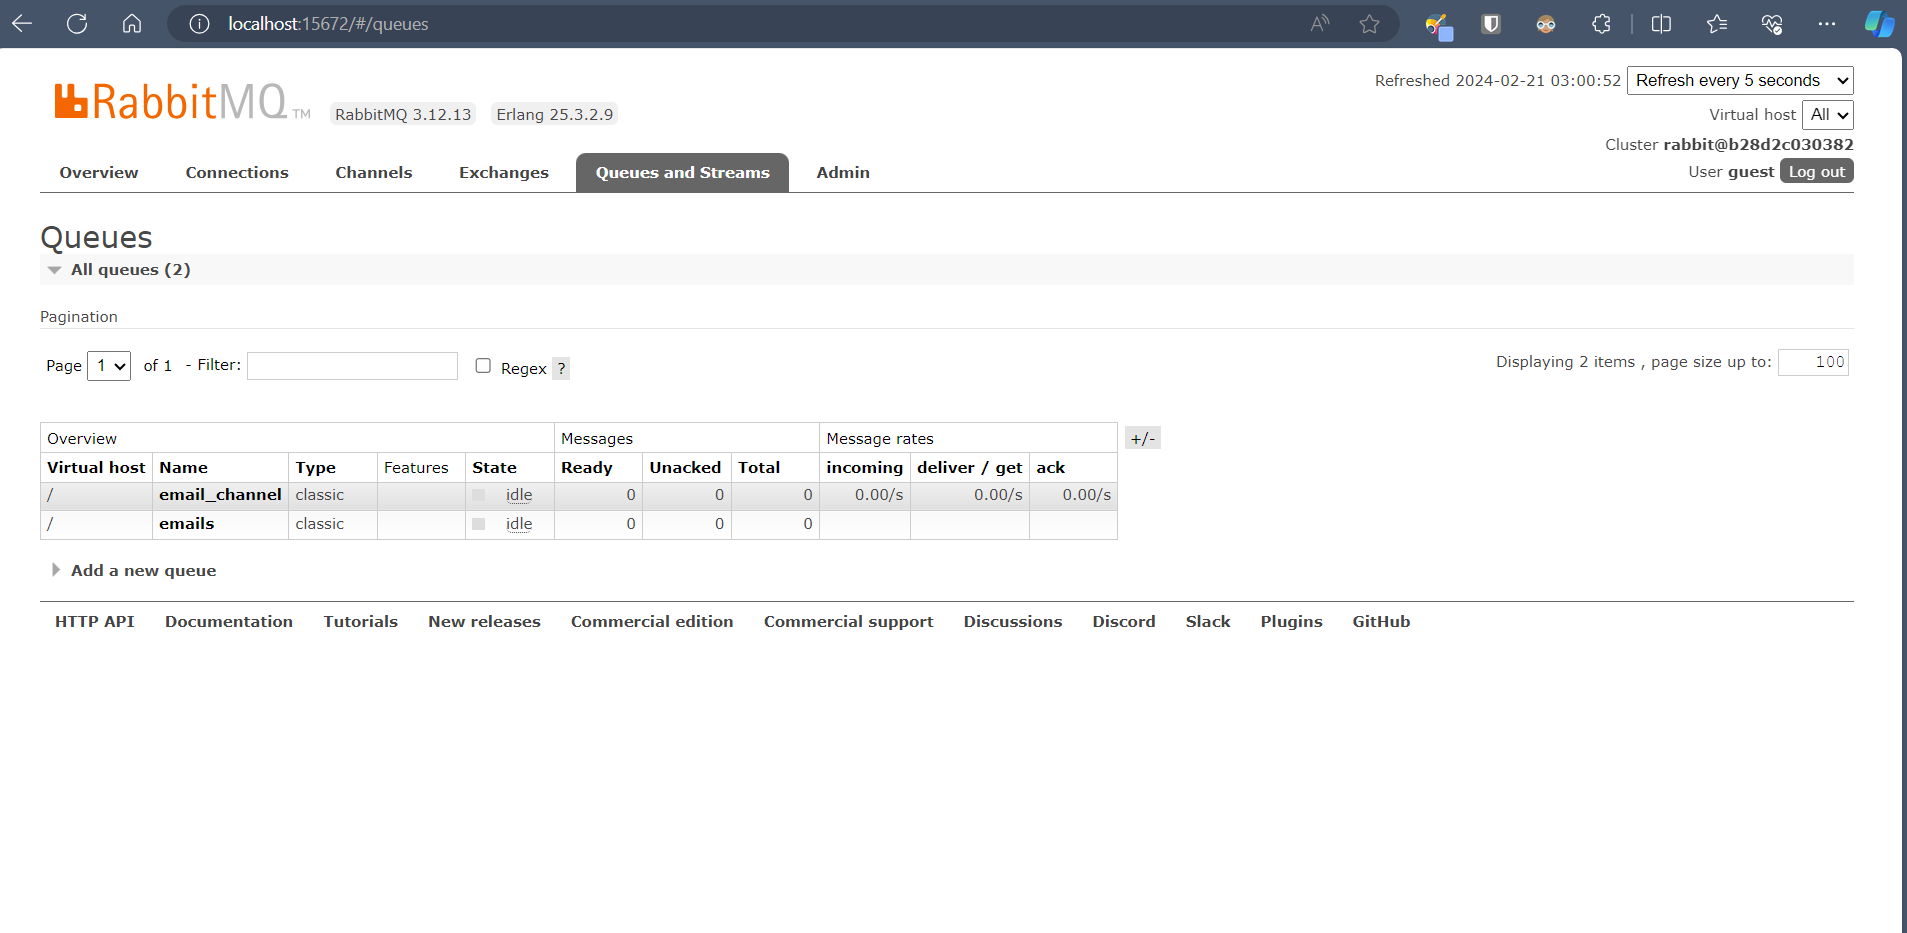 localhost:15672/#/queues
Refreshed 2024-02-21 03:00:52 Refresh every 5 seconds
RabbitMQ TM RabbitMQ 3.12.13 Erlang 25.3.2.9
Virtual host All
Cluster rabbit@b28d2c030382
User guest Log out
Overview Connections Channels Exchanges Queues and Streams Admin
Queues
All queues (2)
Pagination
Page 1 of 1 - Filter: Regex ? Displaying 2 items , page size up to: 100
Overview Messages Message rates +/-
Virtual host Name Type Features State Ready Unacked Total incoming deliver / get ack
/ email_channel classic idle 0 0 0 0.00/s 0.00/s 0.00/s
/ emails classic idle 0 0 0
Add a new queue
HTTP API Documentation Tutorials New releases Commercial edition Commercial support Discussions Discord Slack Plugins GitHub